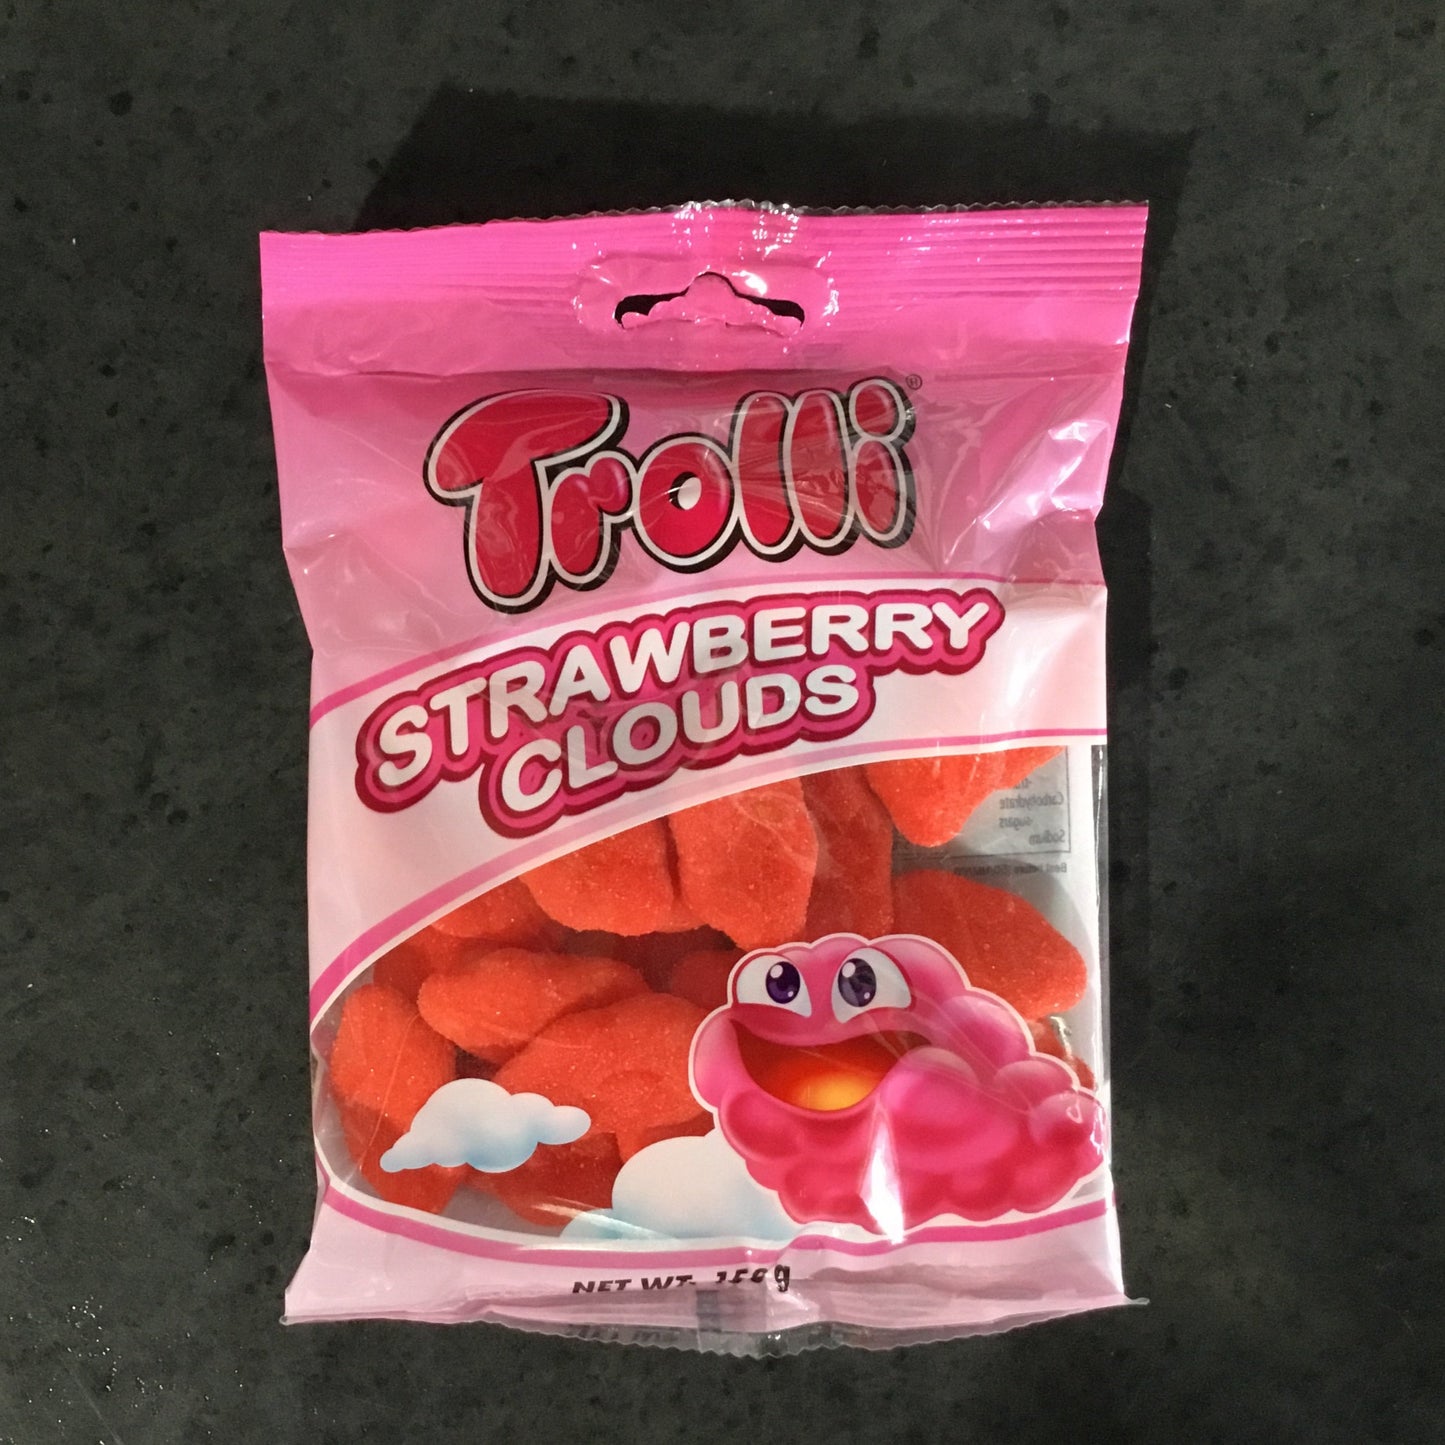 Trolli®
STRAWBERRY
CLOUDS
Carbohydrate
-sugars
Sodium
NET WT.